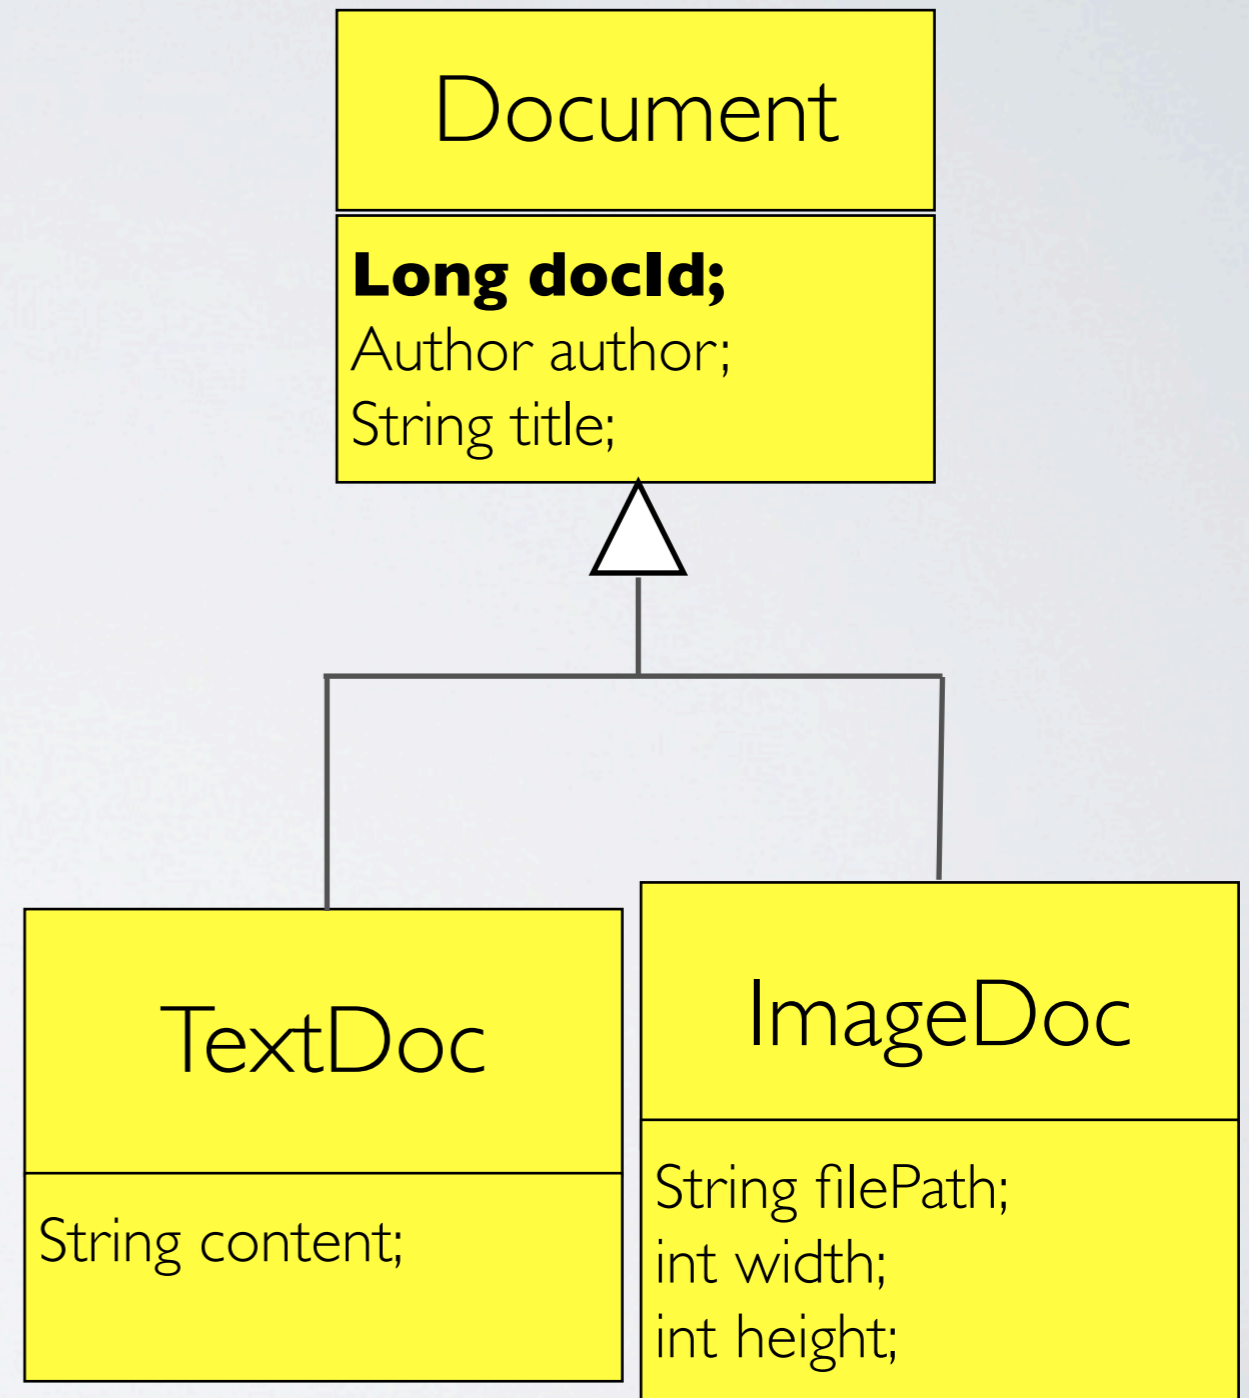 Document
Long docId;
Author author;
String title;
TextDoc
String content;
ImageDoc
String filePath;
int width;
int height;